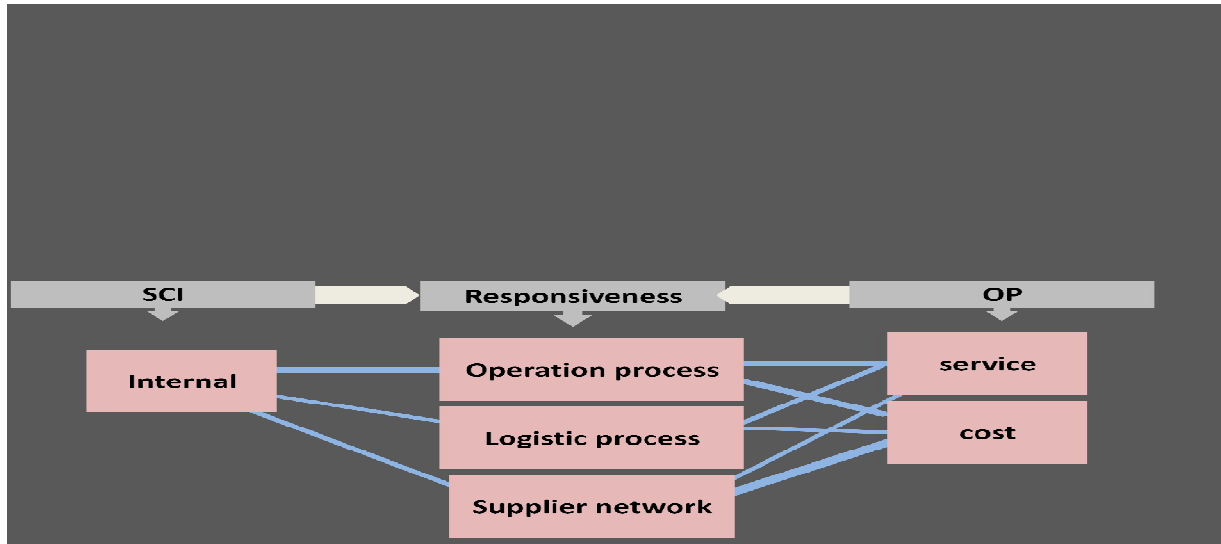 SCI
Responsiveness
OP
Internal
Operation process
service
Logistic process
cost
Supplier network